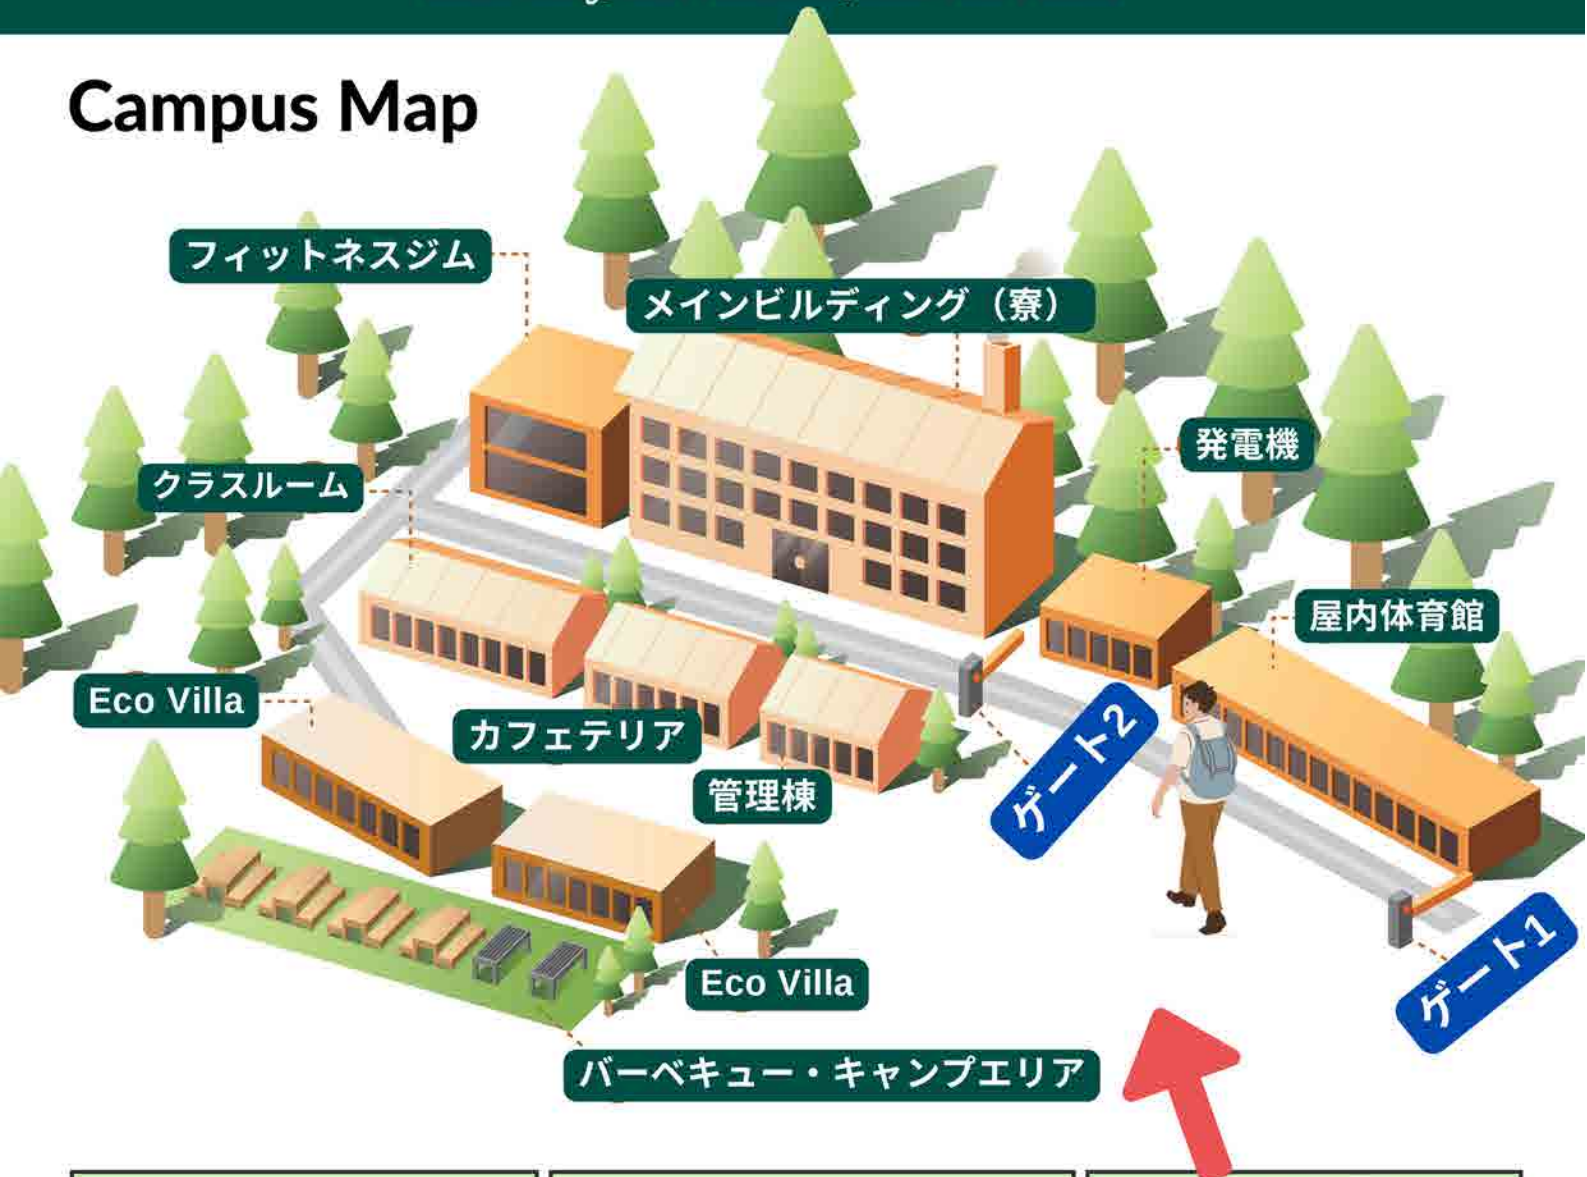 Campus Map
フィットネスジム
メインビルディング（寮）
発電機
クラスルーム
屋内体育館
Eco Villa
カフェテリア
ゲート2
管理棟
ゲート1
Eco Villa
バーベキュー・キャンプエリア